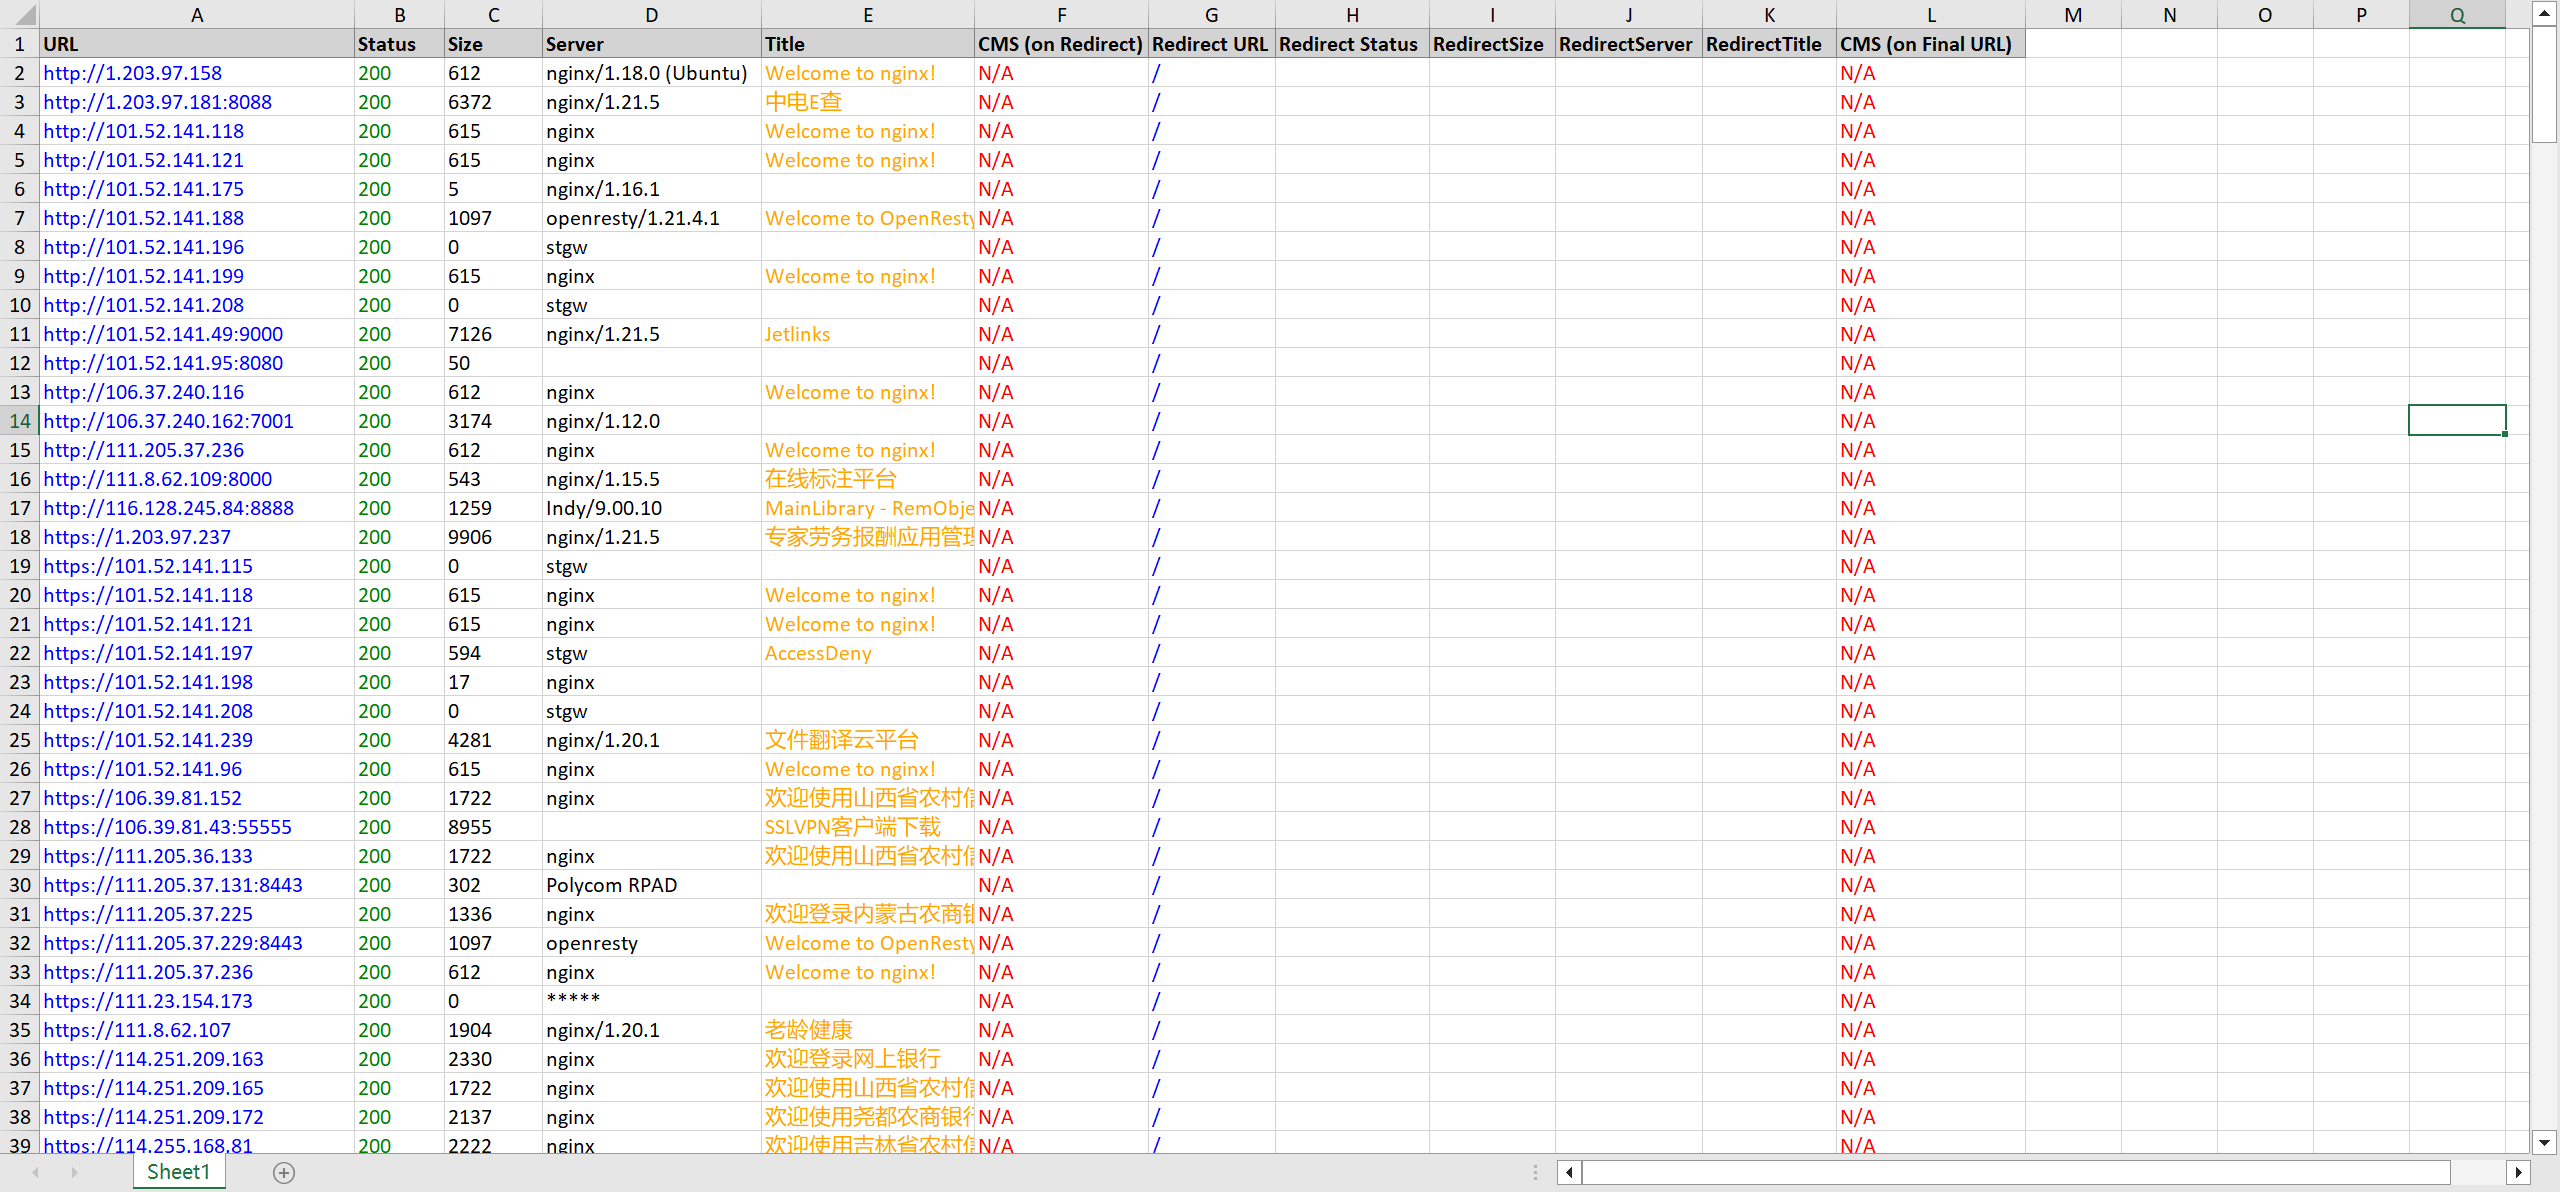 A B C D E F G H I J K L M N O P Q
1 URL Status Size Server Title CMS (on Redirect) Redirect URL Redirect Status RedirectSize RedirectServer RedirectTitle CMS (on Final URL)
2 http://1.203.97.158 200 612 nginx/1.18.0 (Ubuntu) Welcome to nginx! N/A / N/A
3 http://1.203.97.181:8088 200 6372 nginx/1.21.5 中电E查 N/A / N/A
4 http://101.52.141.118 200 615 nginx Welcome to nginx! N/A / N/A
5 http://101.52.141.121 200 615 nginx Welcome to nginx! N/A / N/A
6 http://101.52.141.175 200 5 nginx/1.16.1 N/A / N/A
7 http://101.52.141.188 200 1097 openresty/1.21.4.1 Welcome to OpenResty N/A / N/A
8 http://101.52.141.196 200 0 stgw N/A / N/A
9 http://101.52.141.199 200 615 nginx Welcome to nginx! N/A / N/A
10 http://101.52.141.208 200 0 stgw N/A / N/A
11 http://101.52.141.49:9000 200 7126 nginx/1.21.5 Jetlinks N/A / N/A
12 http://101.52.141.95:8080 200 50 N/A / N/A
13 http://106.37.240.116 200 612 nginx Welcome to nginx! N/A / N/A
14 http://106.37.240.162:7001 200 3174 nginx/1.12.0 N/A / N/A
15 http://111.205.37.236 200 612 nginx Welcome to nginx! N/A / N/A
16 http://111.8.62.109:8000 200 543 nginx/1.15.5 在线标注平台 N/A / N/A
17 http://116.128.245.84:8888 200 1259 Indy/9.00.10 MainLibrary - RemObje N/A / N/A
18 https://1.203.97.237 200 9906 nginx/1.21.5 专家劳务报酬应用管理 N/A / N/A
19 https://101.52.141.115 200 0 stgw N/A / N/A
20 https://101.52.141.118 200 615 nginx Welcome to nginx! N/A / N/A
21 https://101.52.141.121 200 615 nginx Welcome to nginx! N/A / N/A
22 https://101.52.141.197 200 594 stgw AccessDeny N/A / N/A
23 https://101.52.141.198 200 17 nginx N/A / N/A
24 https://101.52.141.208 200 0 stgw N/A / N/A
25 https://101.52.141.239 200 4281 nginx/1.20.1 文件翻译云平台 N/A / N/A
26 https://101.52.141.96 200 615 nginx Welcome to nginx! N/A / N/A
27 https://106.39.81.152 200 1722 nginx 欢迎使用山西省农村信 N/A / N/A
28 https://106.39.81.43:55555 200 8955 SSLVPN客户端下载 N/A / N/A
29 https://111.205.36.133 200 1722 nginx 欢迎使用山西省农村信 N/A / N/A
30 https://111.205.37.131:8443 200 302 Polycom RPAD N/A / N/A
31 https://111.205.37.225 200 1336 nginx 欢迎登录内蒙古农商银 N/A / N/A
32 https://111.205.37.229:8443 200 1097 openresty Welcome to OpenResty N/A / N/A
33 https://111.205.37.236 200 612 nginx Welcome to nginx! N/A / N/A
34 https://111.23.154.173 200 0 ***** N/A / N/A
35 https://111.8.62.107 200 1904 nginx/1.20.1 老龄健康 N/A / N/A
36 https://114.251.209.163 200 2330 nginx 欢迎登录网上银行 N/A / N/A
37 https://114.251.209.165 200 1722 nginx 欢迎使用山西省农村信 N/A / N/A
38 https://114.251.209.172 200 2137 nginx 欢迎使用尧都农商银行 N/A / N/A
39 https://114.255.168.81 200 2222 nginx 欢迎使用吉林省农村信 N/A / N/A
Sheet1